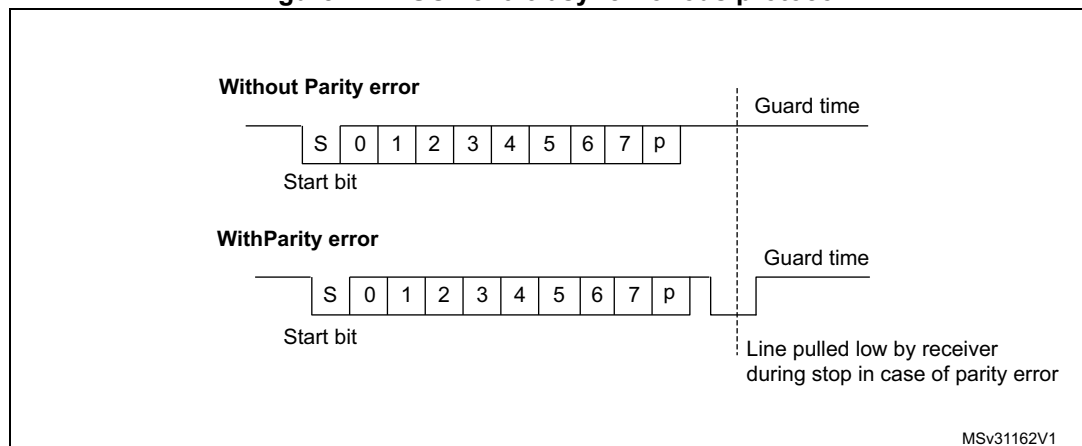 Without Parity error
Guard time
S 0 1 2 3 4 5 6 7 p
Start bit
WithParity error
Guard time
S 0 1 2 3 4 5 6 7 p
Start bit
Line pulled low by receiver
during stop in case of parity error
MSv31162V1